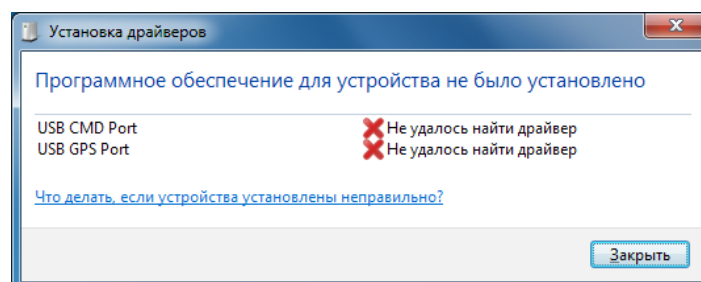 Установка драйверов
Программное обеспечение для устройства не было установлено
USB CMD Port Не удалось найти драйвер
USB GPS Port Не удалось найти драйвер
Что делать, если устройства установлены неправильно?
Закрыть